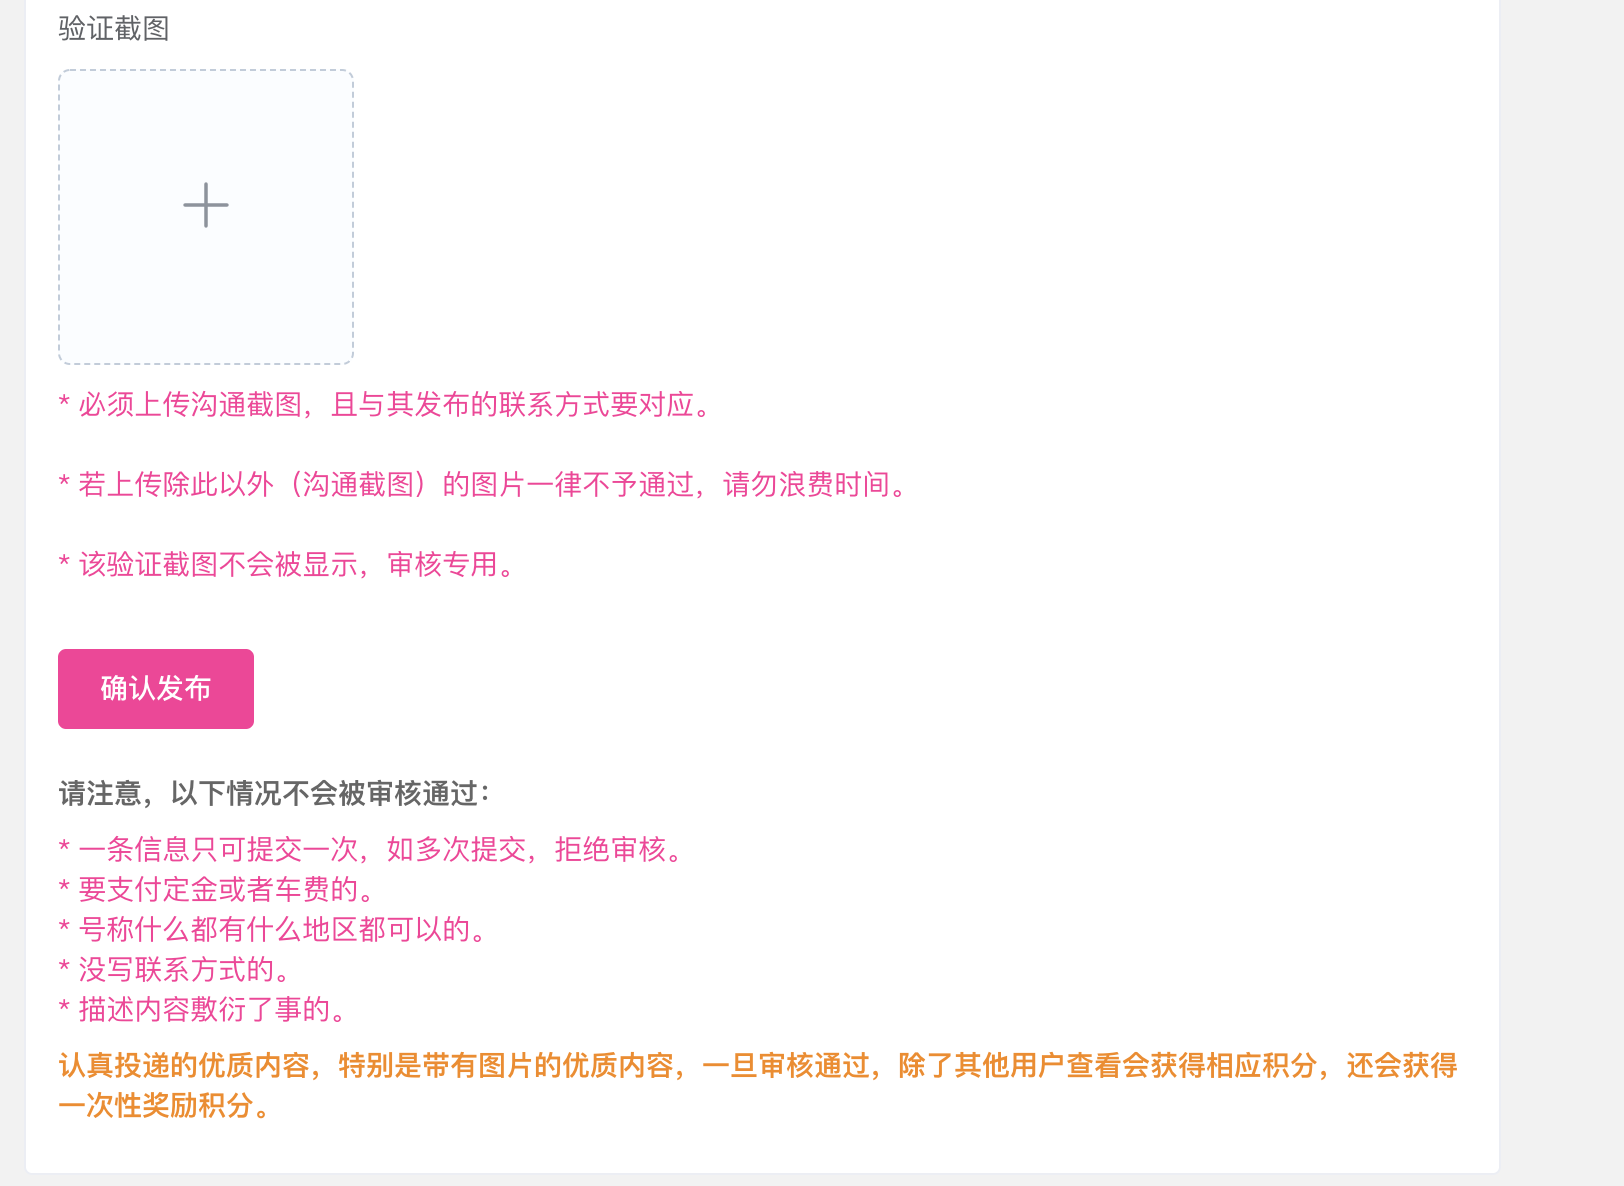 验证截图
* 必须上传沟通截图，且与其发布的联系方式要对应。
* 若上传除此以外（沟通截图）的图片一律不予通过，请勿浪费时间。
* 该验证截图不会被显示，审核专用。
确认发布
请注意，以下情况不会被审核通过：
* 一条信息只可提交一次，如多次提交，拒绝审核。
* 要支付定金或者车费的。
* 号称什么都有什么地区都可以的。
* 没写联系方式的。
* 描述内容敷衍了事的。
认真投递的优质内容，特别是带有图片的优质内容，一旦审核通过，除了其他用户查看会获得相应积分，还会获得
一次性奖励积分。